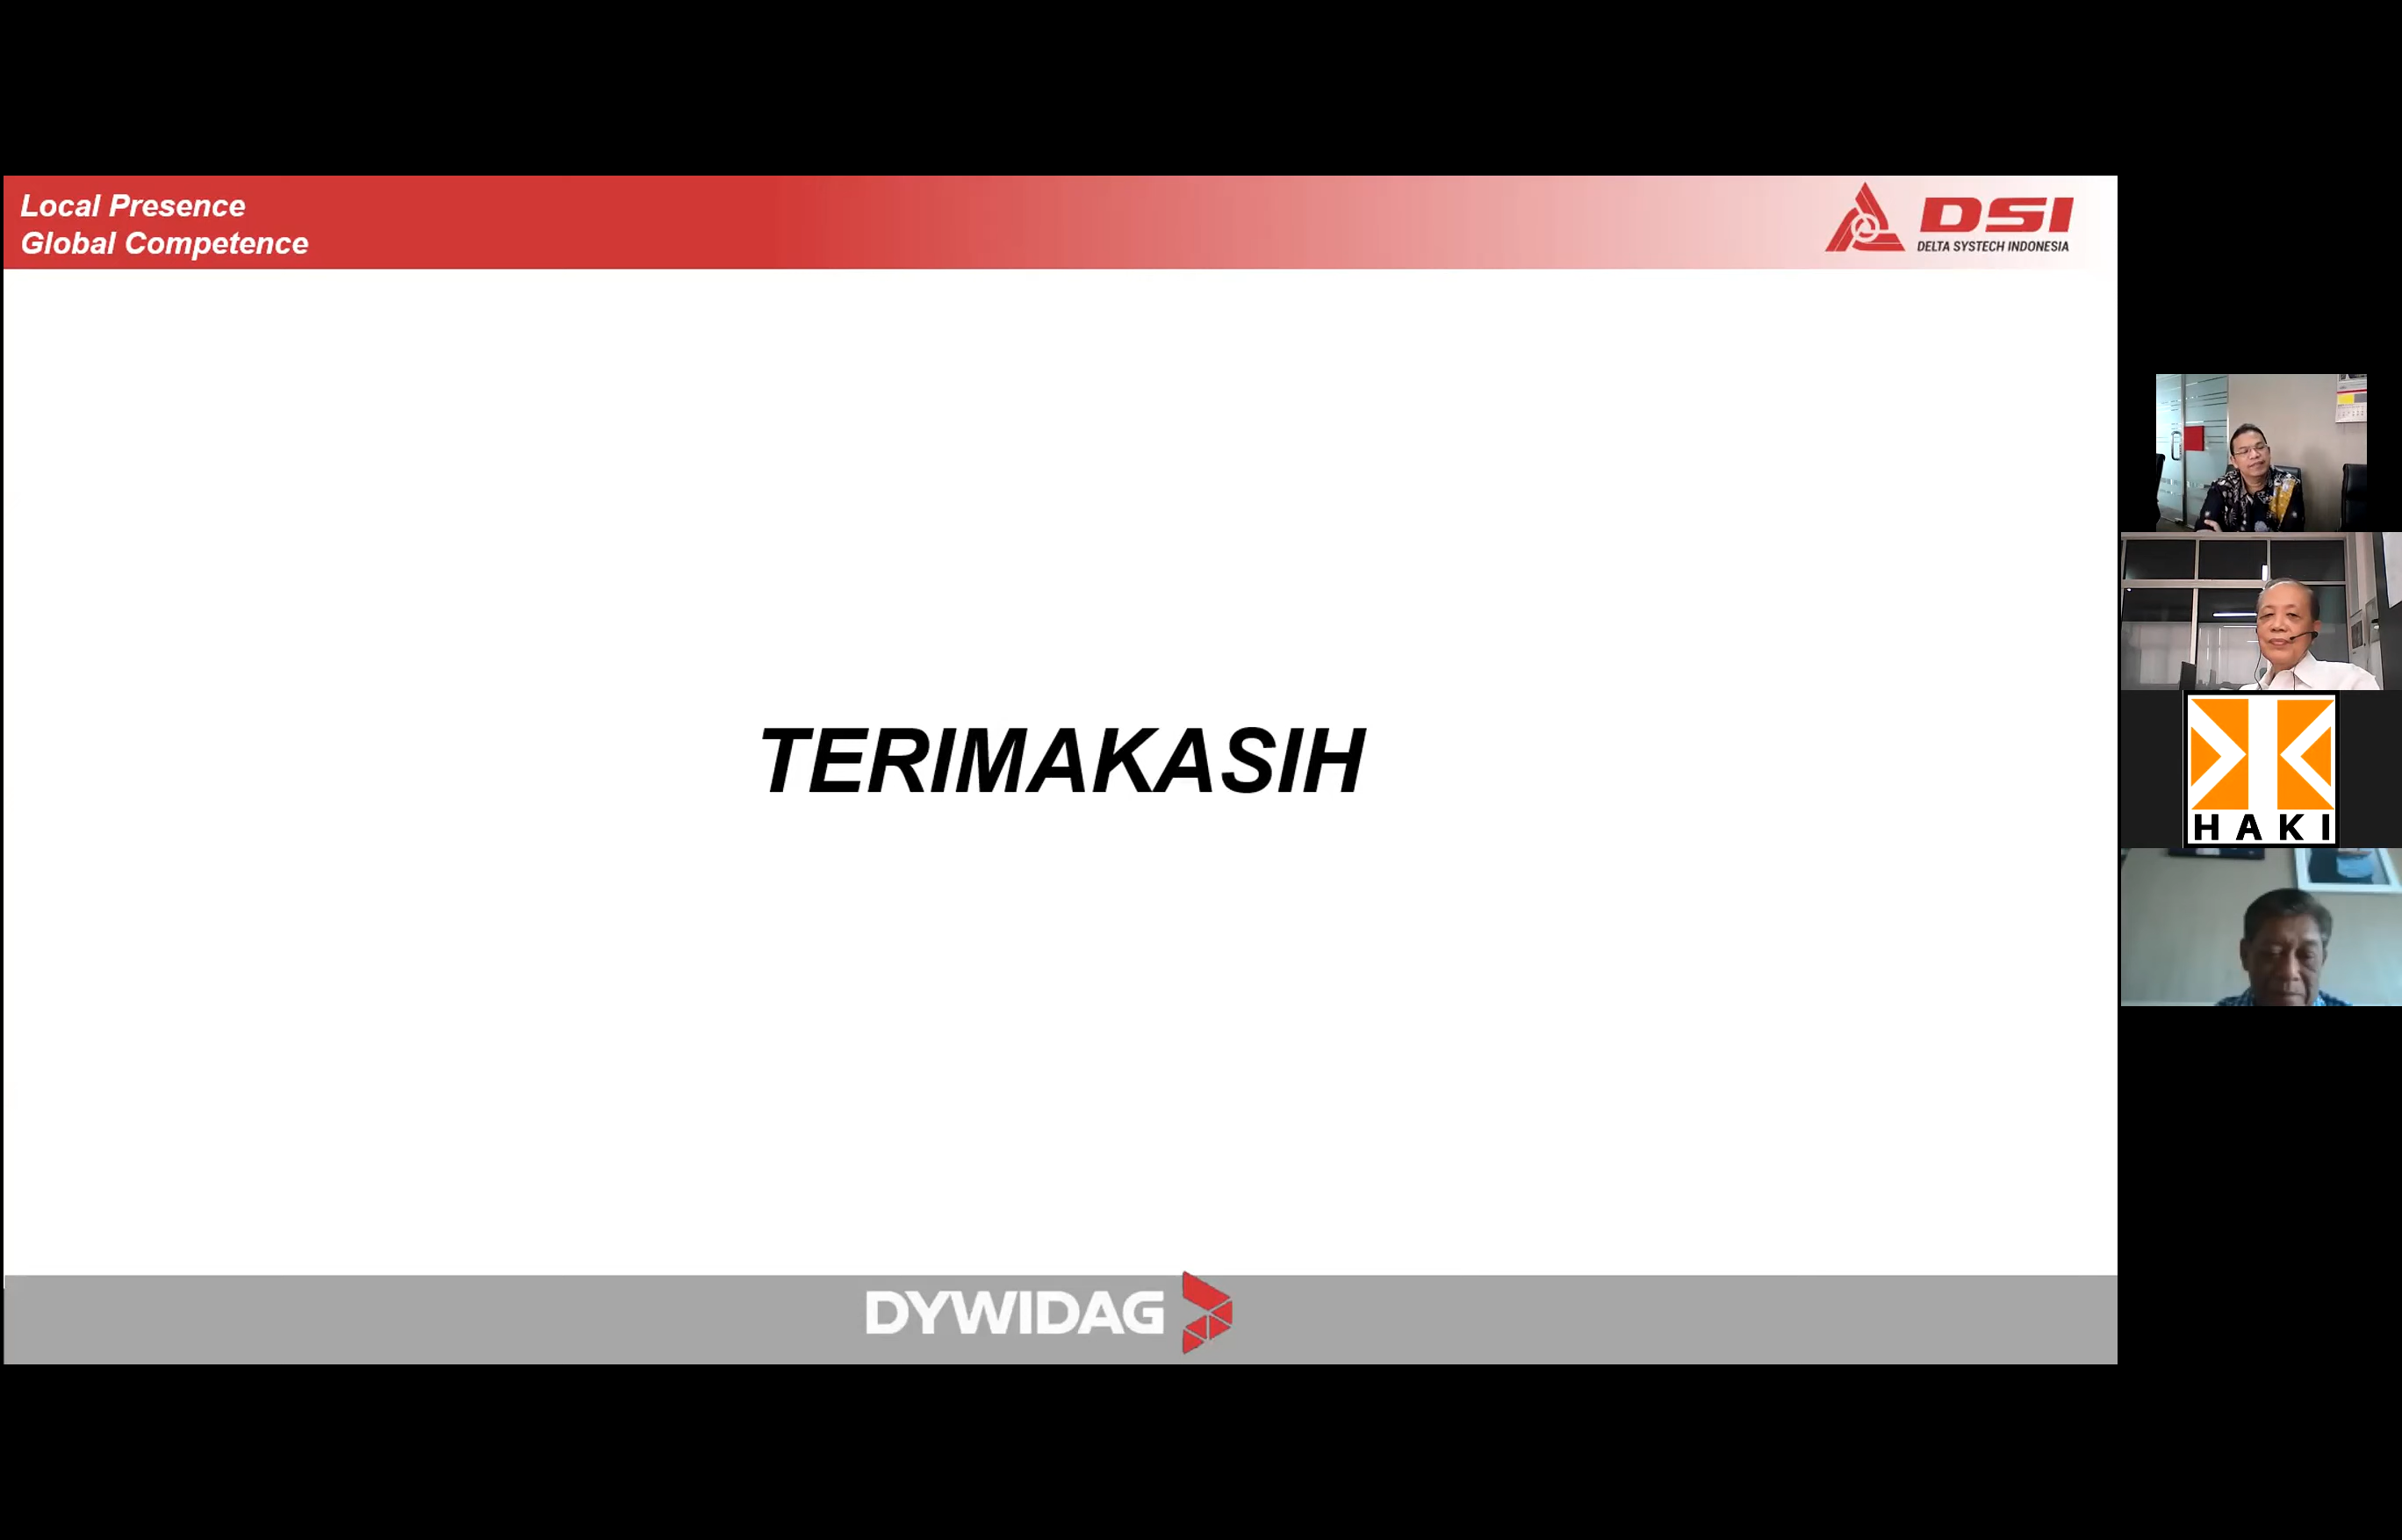 Local Presence
Global Competence
DSI
DELTA SYSTECH INDONESIA
TERIMAKASIH
HAKI
DYWIDAG